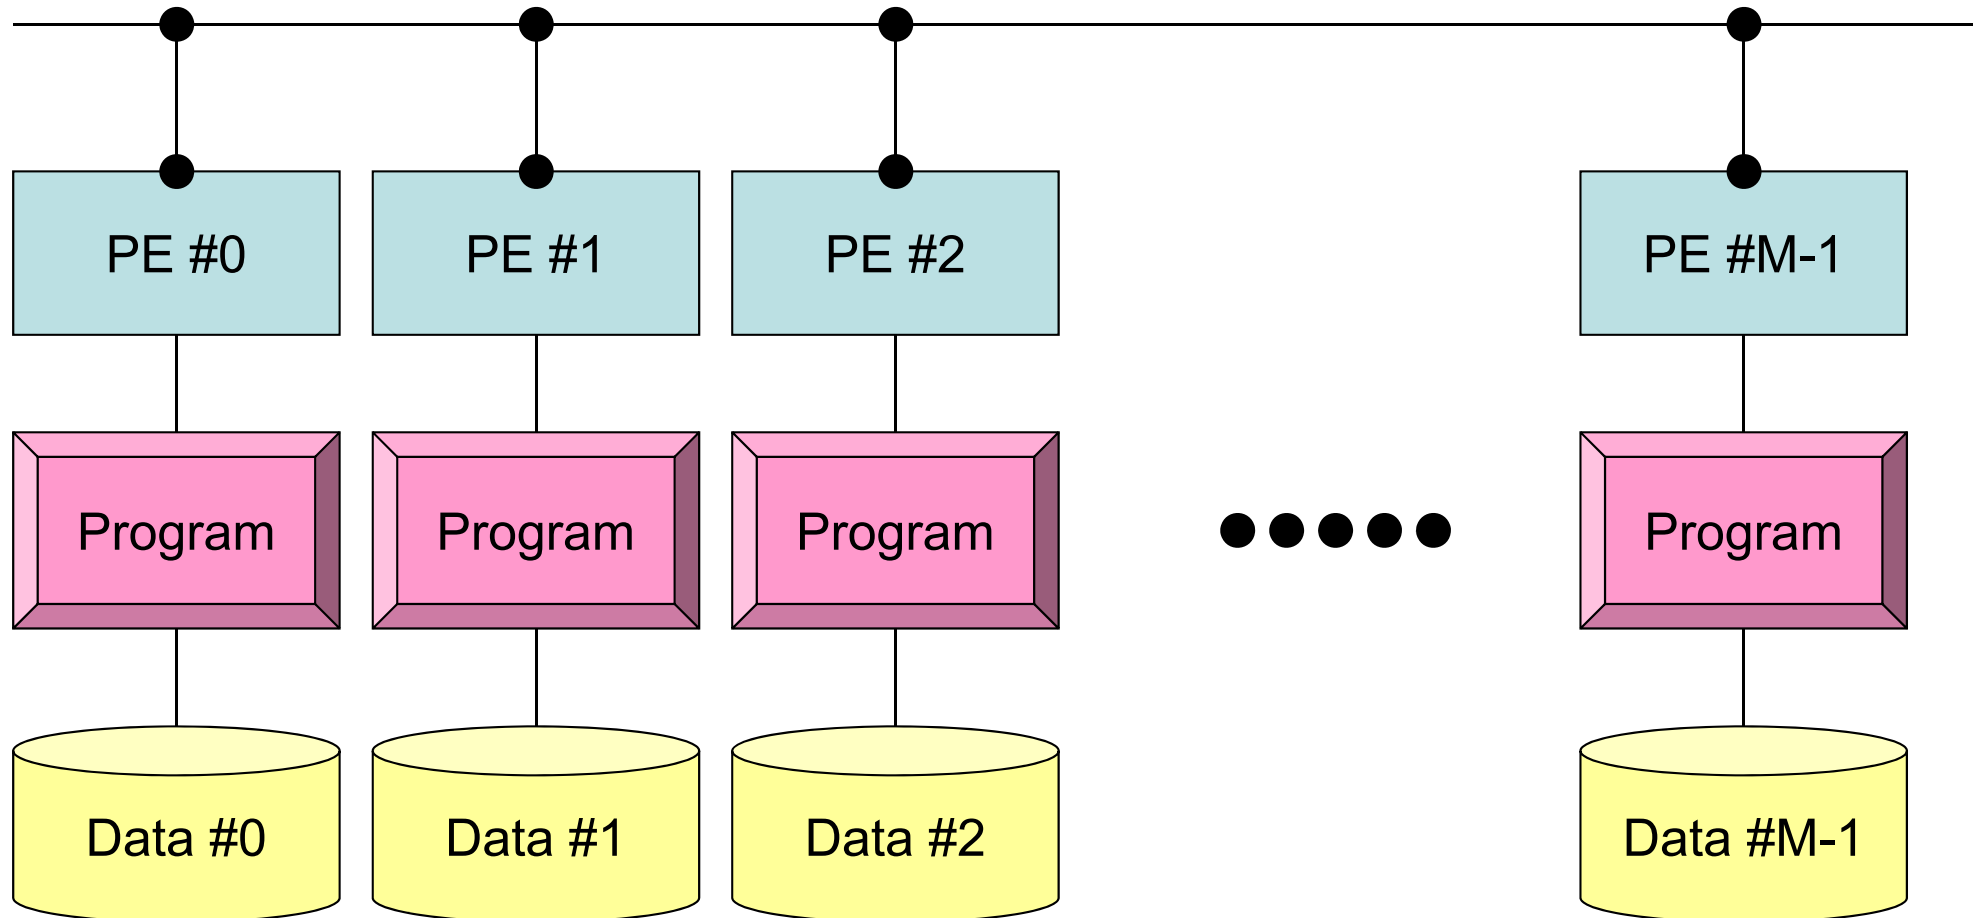 PE #0 PE #1 PE #2 PE #M-1
Program Program Program Program
Data #0 Data #1 Data #2 Data #M-1